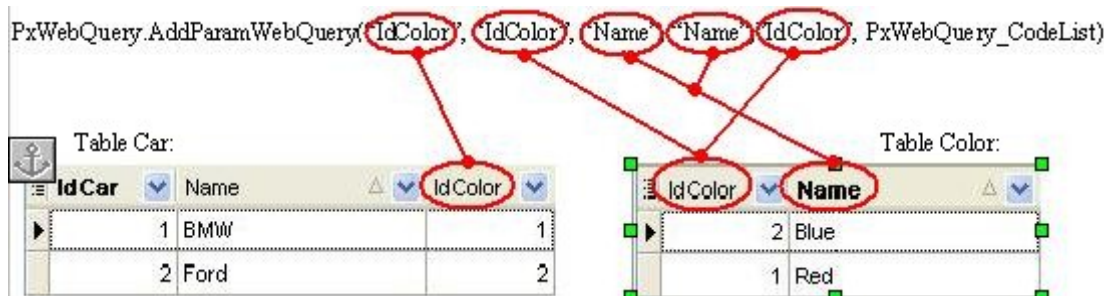 PxWebQuery.AddParamWebQuery("IdColor", "IdColor", "Name", "Name", "IdColor", PxWebQuery_CodeList)
Table Car:
Table Color:
IdCar Name IdColor
IdColor Name
1 BMW 1
2 Blue
2 Ford 2
1 Red